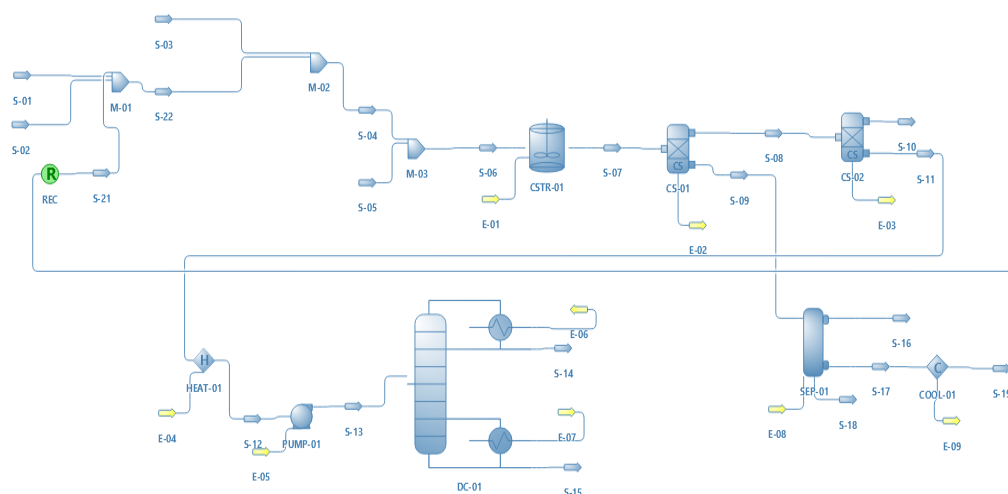 S-03
S-01
M-01
S-22
M-02
S-02
S-04
R
REC
S-21
M-03
S-05
S-06
E-01
CSTR-01
S-07
CS
CS-01
E-02
S-08
S-09
CS
CS-02
S-10
S-11
E-03
H
HEAT-01
E-04
S-12
E-05
PUMP-01
S-13
E-06
S-14
E-07
DC-01
S-15
S-16
SEP-01
S-17
E-08
S-18
C
COOL-01
E-09
S-19